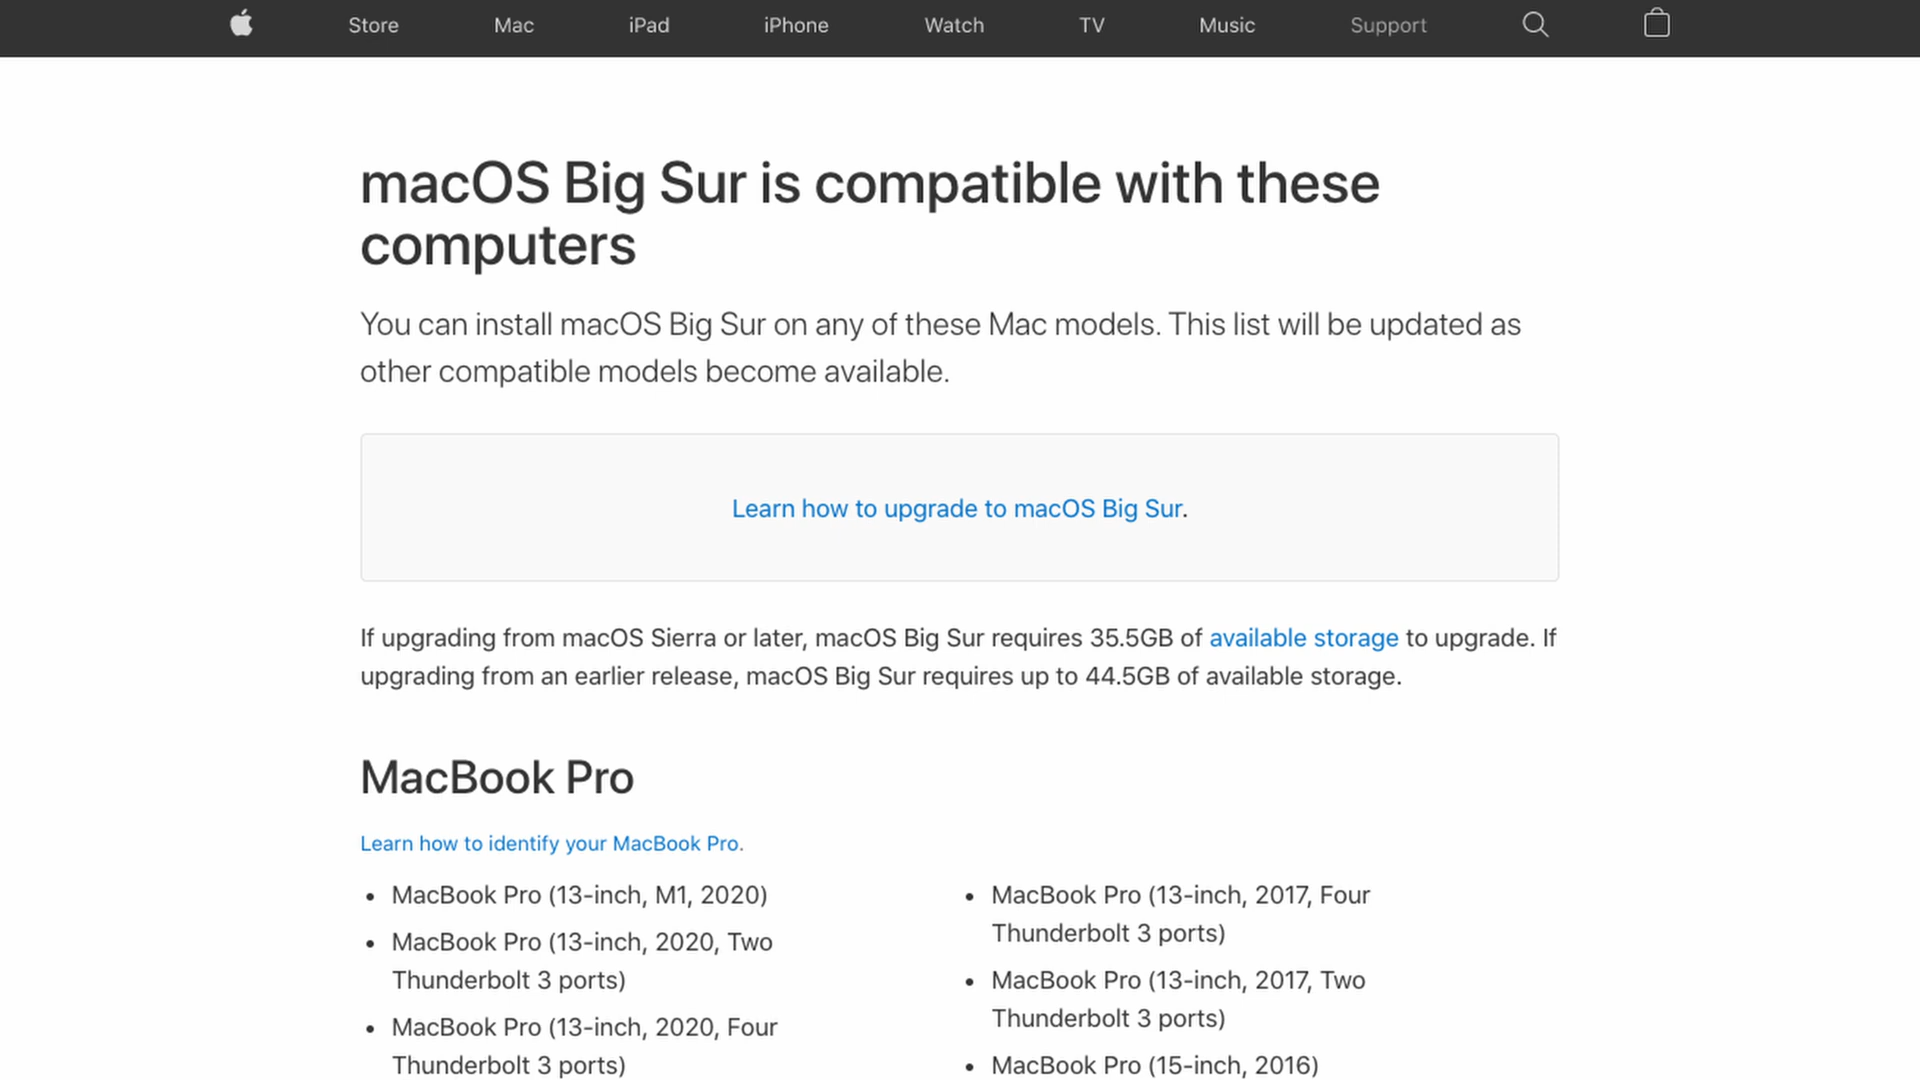 Store Mac iPad iPhone Watch TV Music Support
macOS Big Sur is compatible with these
computers
You can install macOS Big Sur on any of these Mac models. This list will be updated as
other compatible models become available.
Learn how to upgrade to macOS Big Sur.
If upgrading from macOS Sierra or later, macOS Big Sur requires 35.5GB of available storage to upgrade. If
upgrading from an earlier release, macOS Big Sur requires up to 44.5GB of available storage.
MacBook Pro
Learn how to identify your MacBook Pro.
• MacBook Pro (13-inch, M1, 2020)
• MacBook Pro (13-inch, 2020, Two
Thunderbolt 3 ports)
• MacBook Pro (13-inch, 2020, Four
Thunderbolt 3 ports)
• MacBook Pro (13-inch, 2017, Four
Thunderbolt 3 ports)
• MacBook Pro (13-inch, 2017, Two
Thunderbolt 3 ports)
• MacBook Pro (15-inch, 2016)